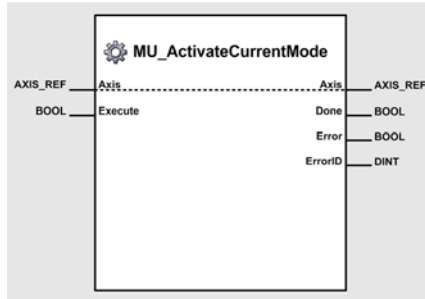 MU_ActivateCurrentMode
AXIS_REF Axis Axis AXIS_REF
BOOL Execute Done BOOL
Error BOOL
ErrorID DINT